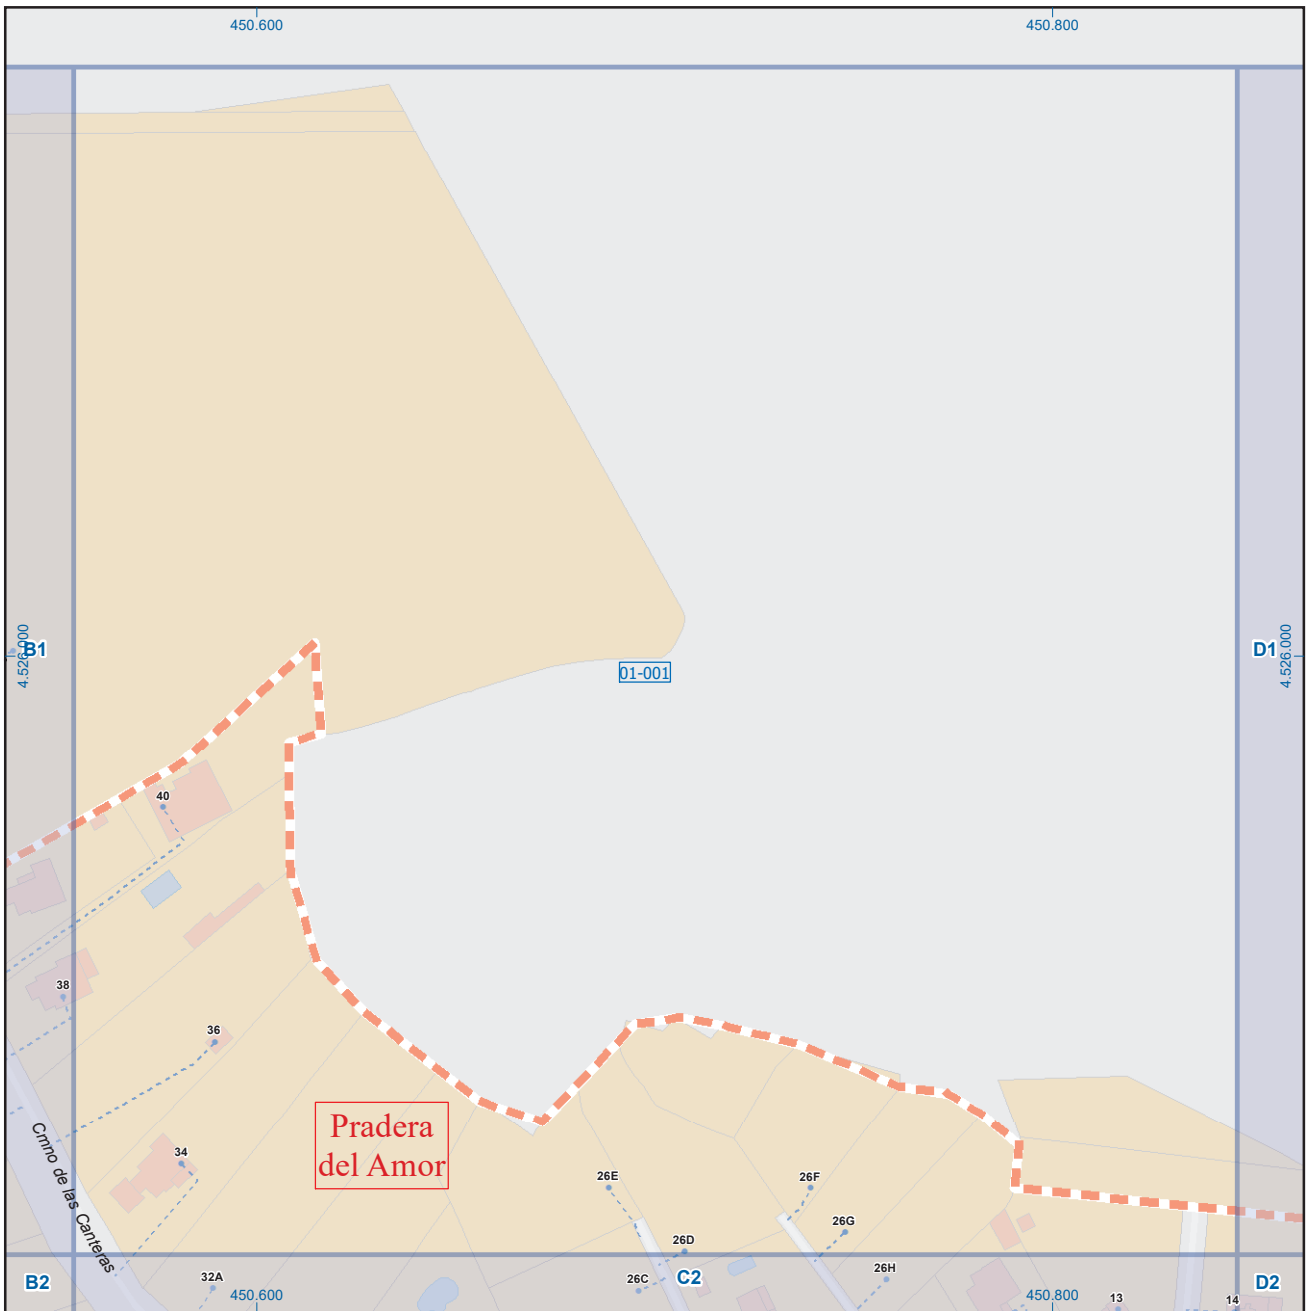 450.600
450.800
4.526.000
B1
D1
4.526.000
01-001
40
38
36
Pradera
del Amor
Cmno de las Canteras
34
26E
26F
26G
26D
26H
26C
C2
32A
B2
D2
450.600
450.800
13
14